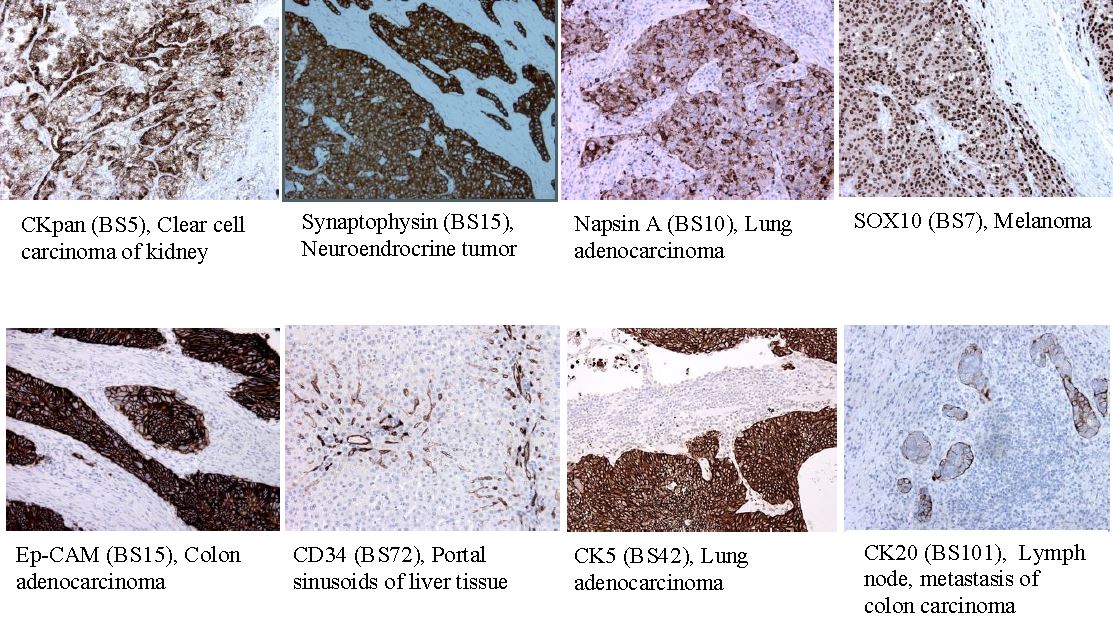 CKpan (BS5), Clear cell
carcinoma of kidney
Synaptophysin (BS15),
Neuroendrocrine tumor
Napsin A (BS10), Lung
adenocarcinoma
SOX10 (BS7), Melanoma
Ep-CAM (BS15), Colon
adenocarcinoma
CD34 (BS72), Portal
sinusoids of liver tissue
CK5 (BS42), Lung
adenocarcinoma
CK20 (BS101), Lymph
node, metastasis of
colon carcinoma